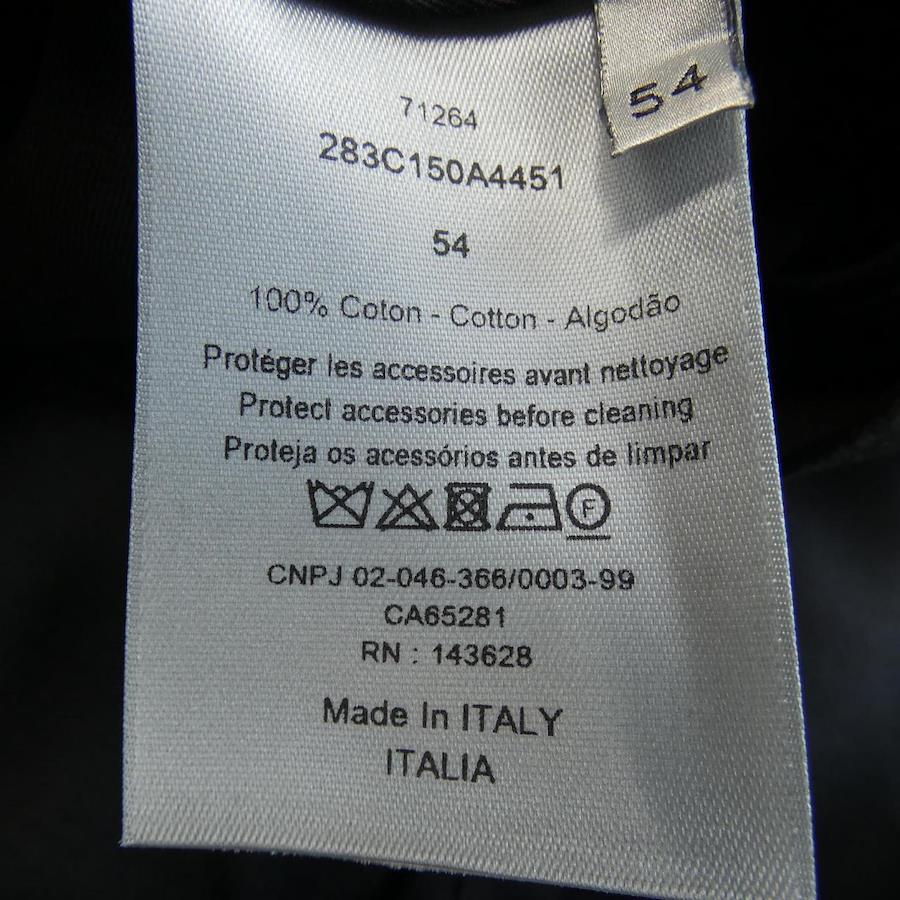 54
71264
283C150A4451
54
100% Coton - Cotton - Algodão
Protéger les accessoires avant nettoyage
Protect accessories before cleaning
Proteja os acessórios antes de limpar
F
CNPJ 02-046-366/0003-99
CA65281
RN : 143628
Made In ITALY
ITALIA